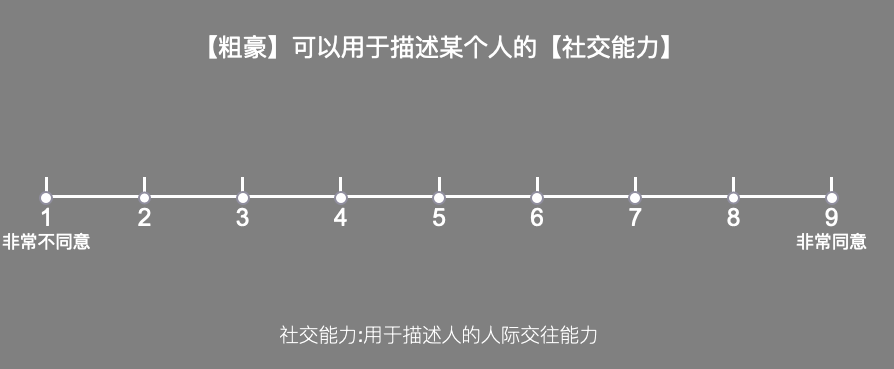 【粗豪】可以用于描述某个人的【社交能力】
1 2 3 4 5 6 7 8 9
非常不同意 非常同意
社交能力:用于描述人的人际交往能力